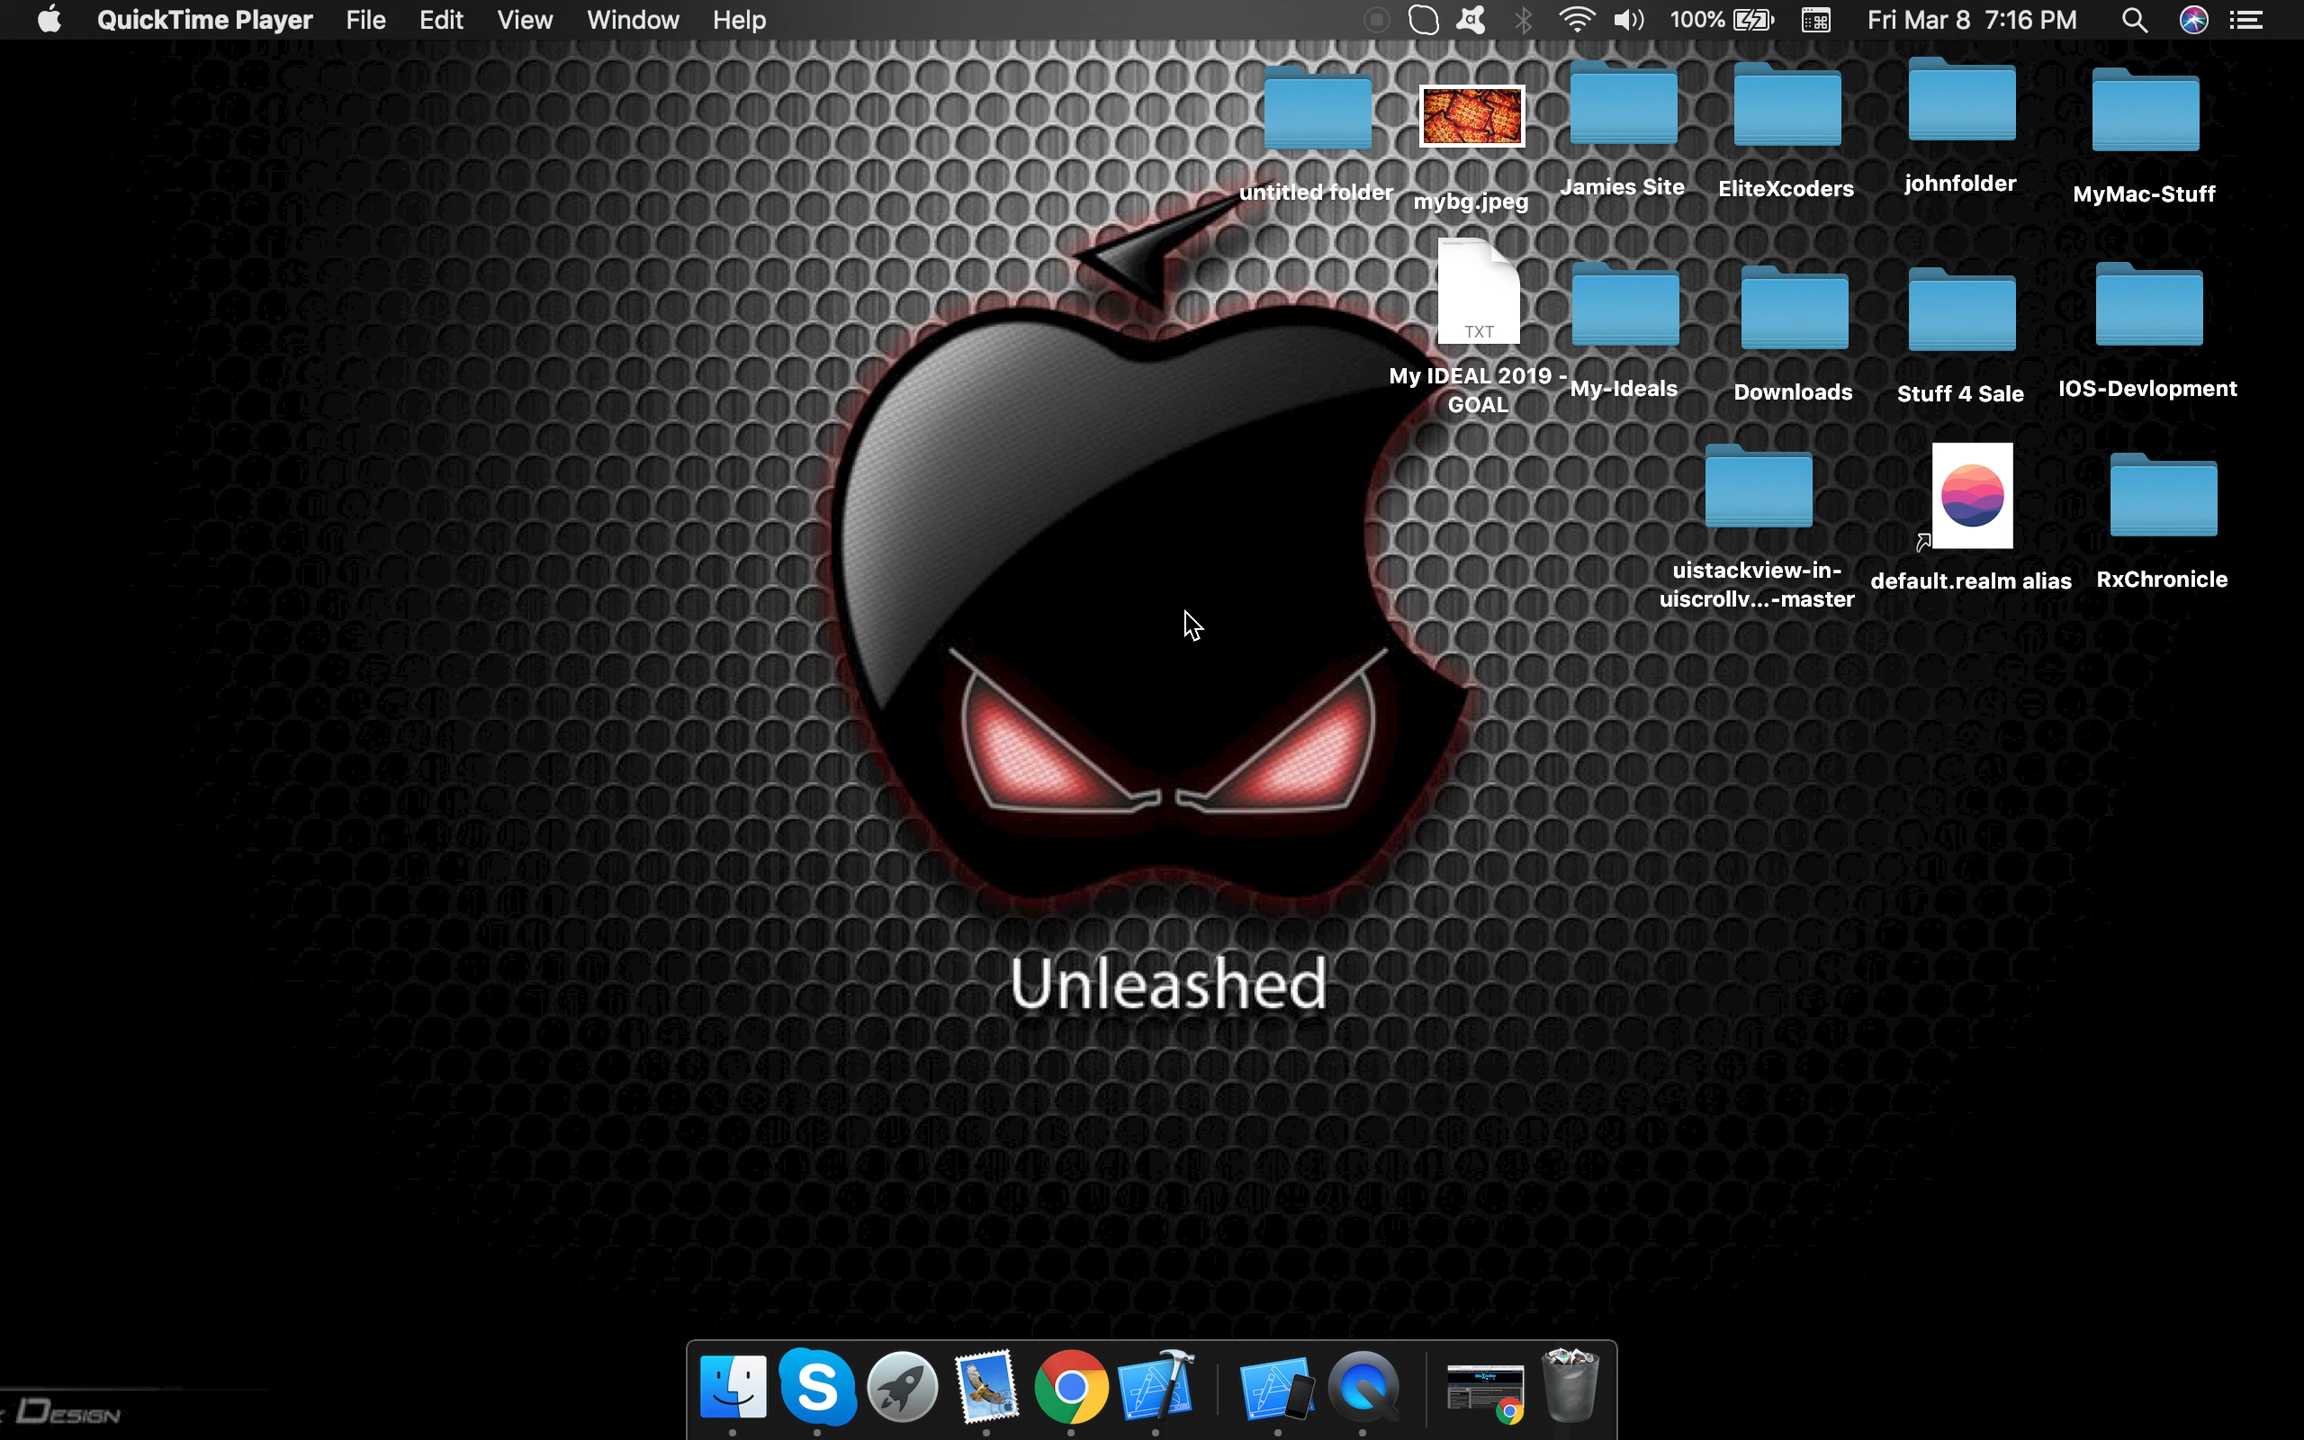 QuickTime Player File Edit View Window Help 100% Fri Mar 8 7:16 PM
untitled folder mybg.jpeg Jamies Site EliteXcoders johnfolder MyMac-Stuff
TXT
My IDEAL 2019 - GOAL
My-Ideals Downloads Stuff 4 Sale IOS-Devlopment
uistackview-in-
uiscrollv...-master
default.realm alias RxChronicle
Unleashed
Design